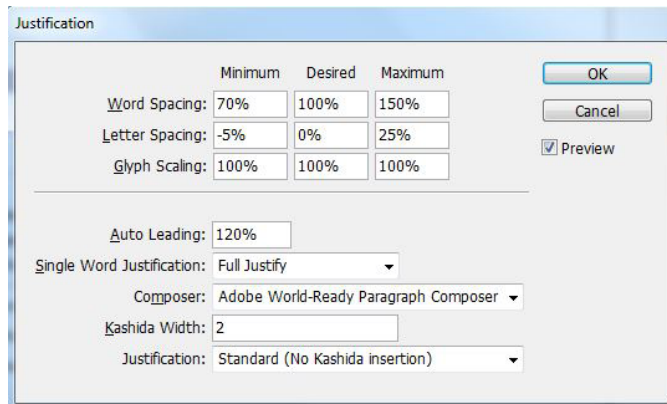 Justification
Minimum Desired Maximum
OK
Word Spacing: 70% 100% 150%
Cancel
Letter Spacing: -5% 0% 25%
Preview
Glyph Scaling: 100% 100% 100%
Auto Leading: 120%
Single Word Justification: Full Justify
Composer: Adobe World-Ready Paragraph Composer
Kashida Width: 2
Justification: Standard (No Kashida insertion)